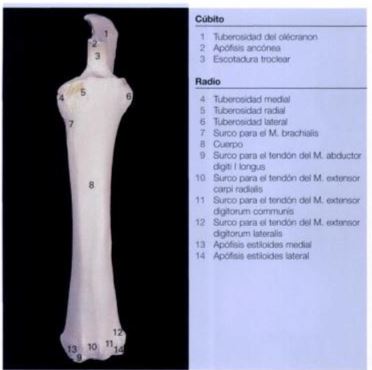 Cúbito
1 Tuberosidad del olécranon
2 Apófisis ancónea
3 Escotadura troclear
Radio
4 Tuberosidad medial
5 Tuberosidad radial
6 Tuberosidad lateral
7 Surco para el M. brachialis
8 Cuerpo
9 Surco para el tendón del M. abductor
digiti I longus
10 Surco para el tendón del M. extensor
carpi radialis
11 Surco para el tendón del M. extensor
digitorum communis
12 Surco para el tendón del M. extensor
digitorum lateralis
13 Apófisis estiloides medial
14 Apófisis estiloides lateral
1
2
3
4
5
6
7
8
12
13
10
11
14
9